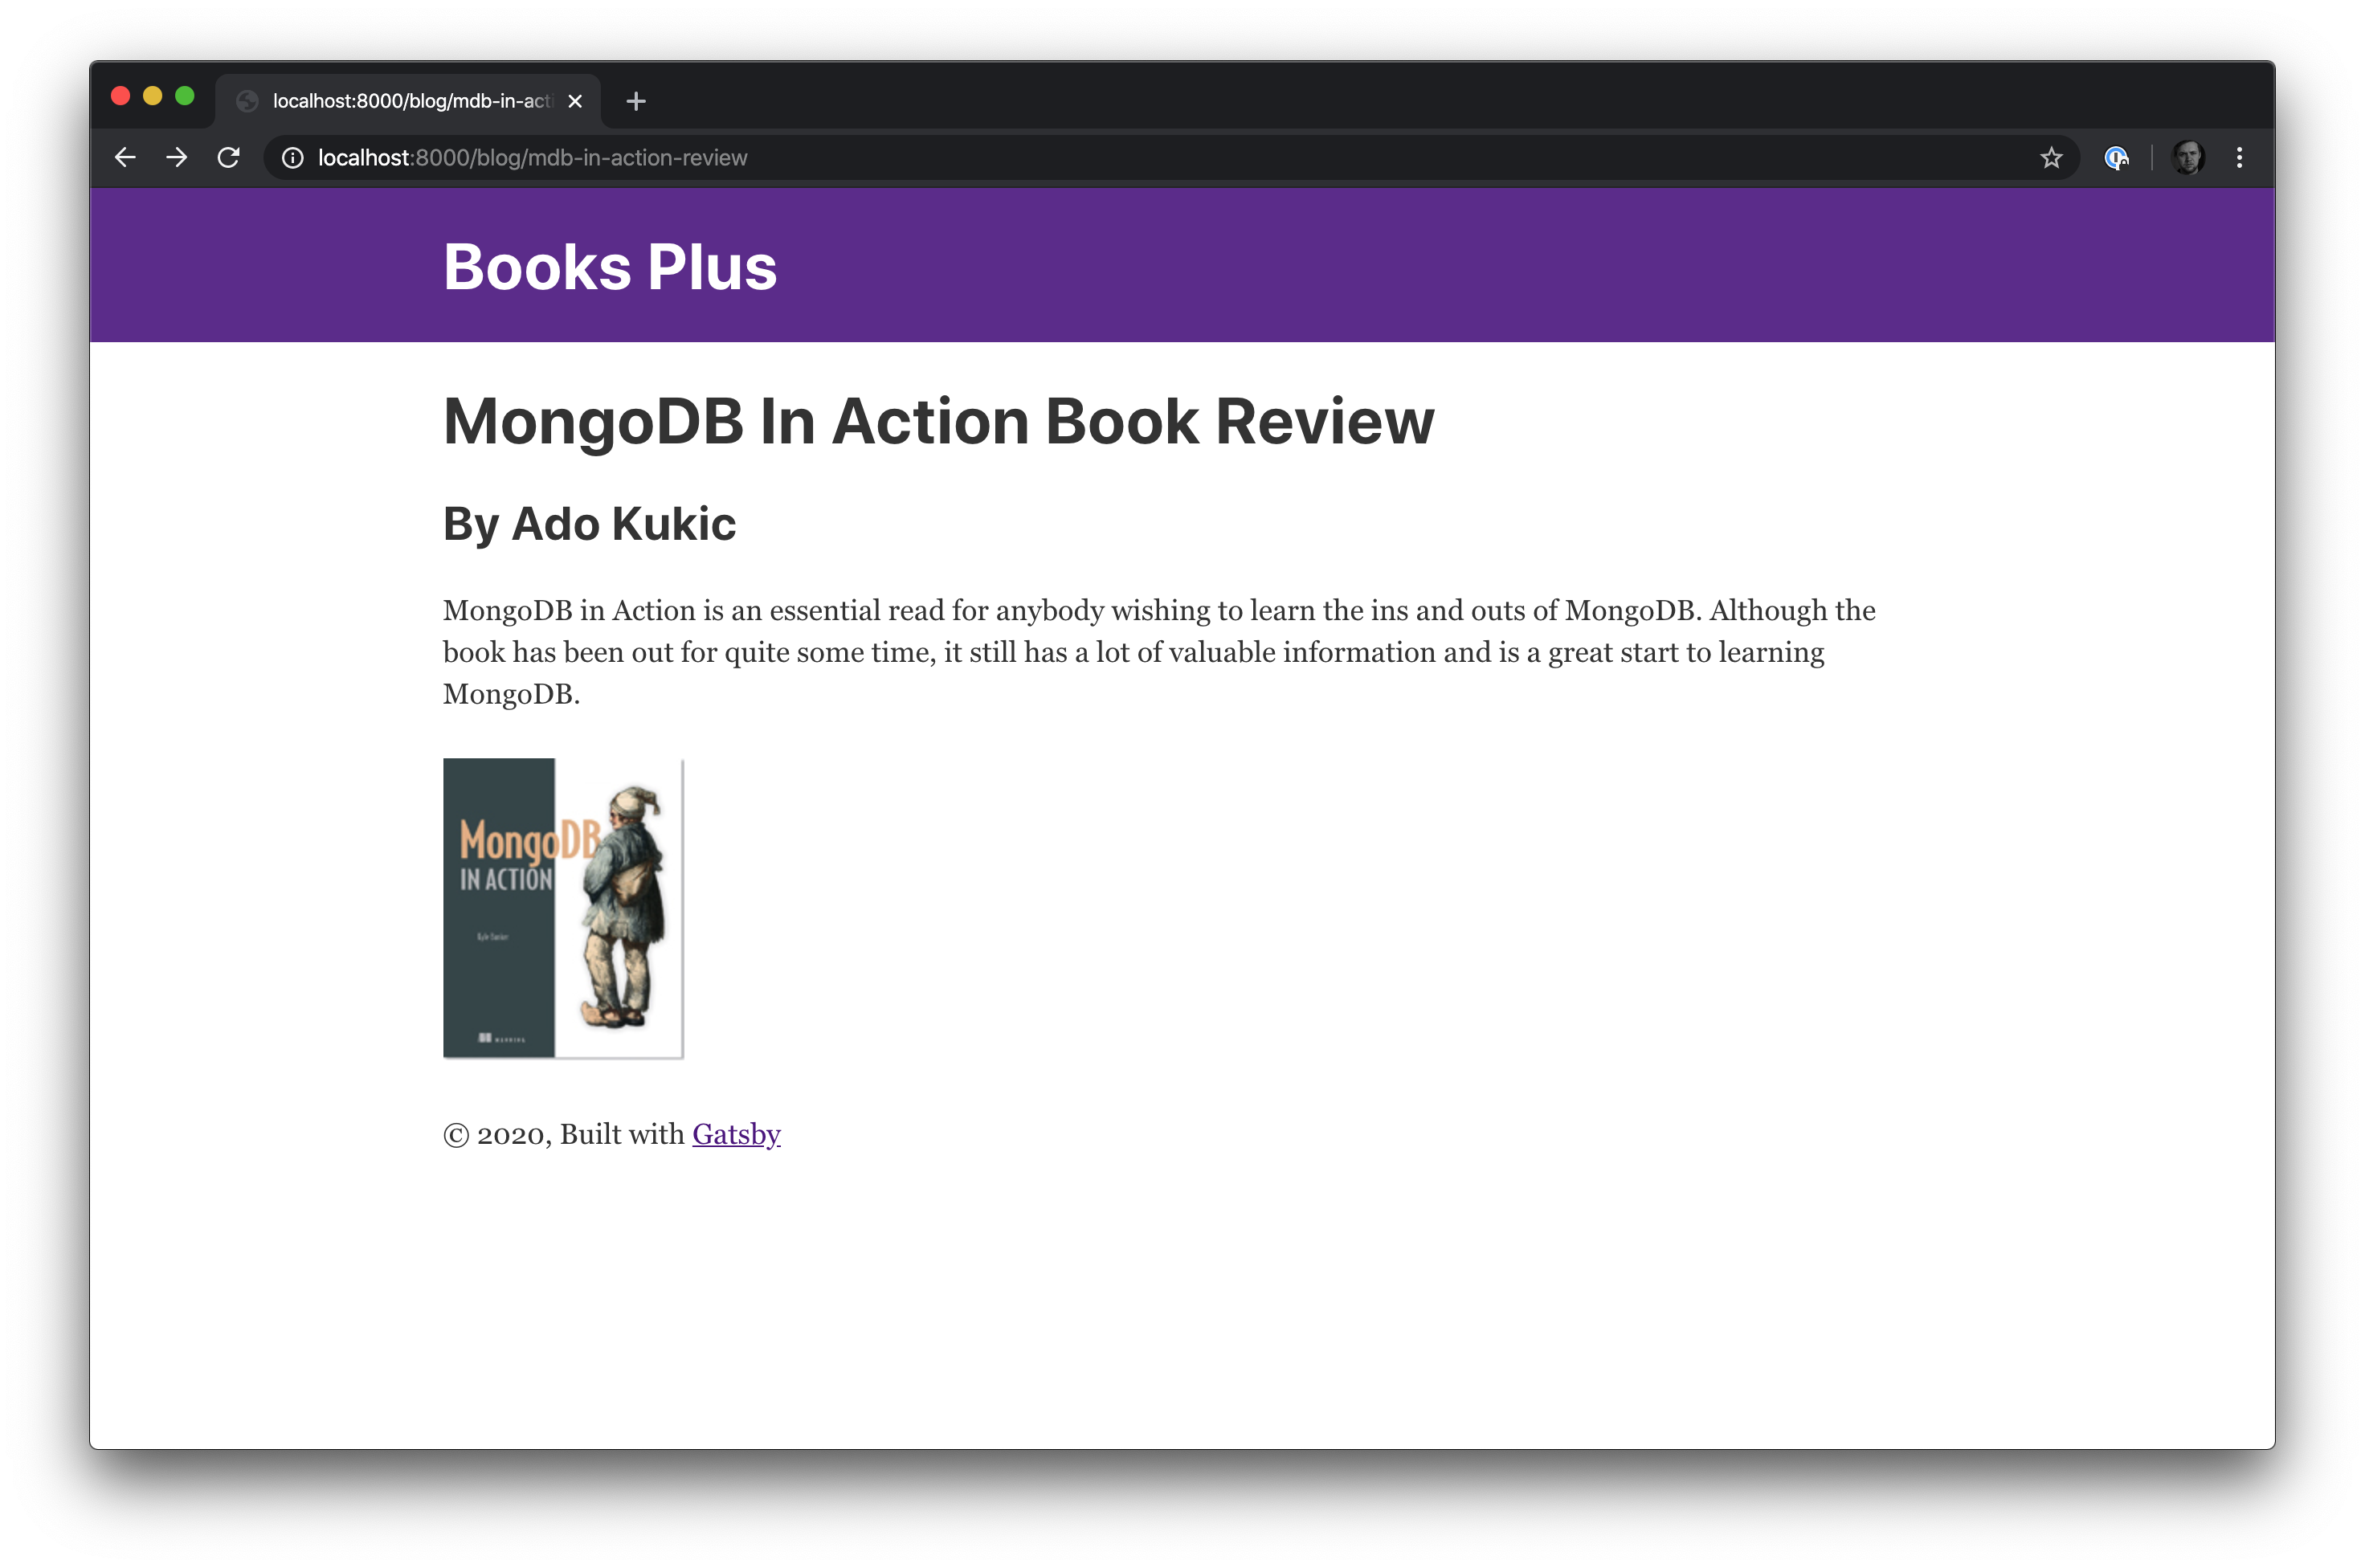 localhost:8000/blog/mdb-in-acti
localhost:8000/blog/mdb-in-action-review
Books Plus
MongoDB In Action Book Review
By Ado Kukic
MongoDB in Action is an essential read for anybody wishing to learn the ins and outs of MongoDB. Although the
book has been out for quite some time, it still has a lot of valuable information and is a great start to learning
MongoDB.
MongoDB
IN ACTION
MANNING
© 2020, Built with Gatsby